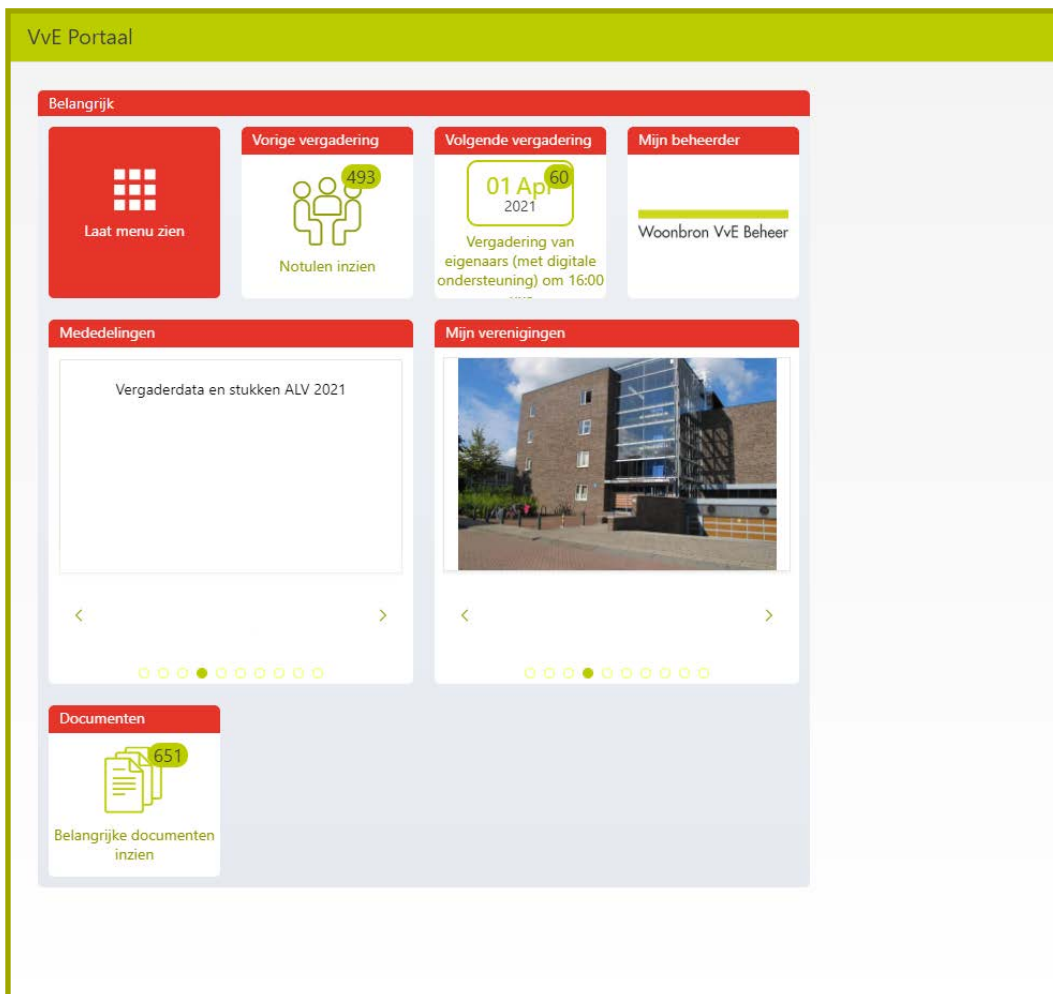 VvE Portaal
Belangrijk
Laat menu zien
Vorige vergadering
493
Notulen inzien
Volgende vergadering
60
01 Apr
2021
Vergadering van
eigenaars (met digitale
ondersteuning) om 16:00
Mijn beheerder
Woonbron VvE Beheer
Mededelingen
Vergaderdata en stukken ALV 2021
Mijn verenigingen
Documenten
651
Belangrijke documenten
inzien